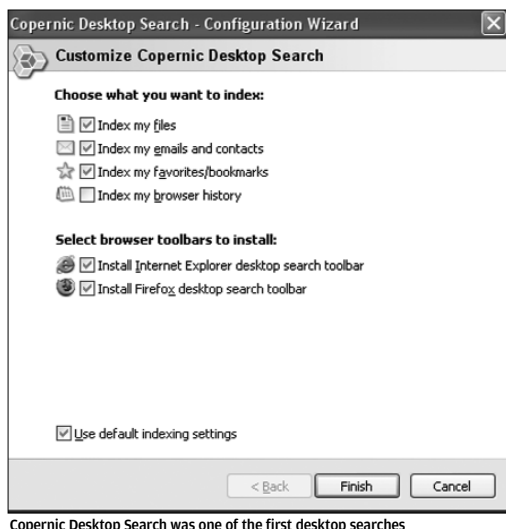 Copernic Desktop Search - Configuration Wizard
Customize Copernic Desktop Search
Choose what you want to index:
Index my files
Index my emails and contacts
Index my favorites/bookmarks
Index my browser history
Select browser toolbars to install:
Install Internet Explorer desktop search toolbar
Install Firefox desktop search toolbar
Use default indexing settings
< Back Finish Cancel
Copernic Desktop Search was one of the first desktop searches